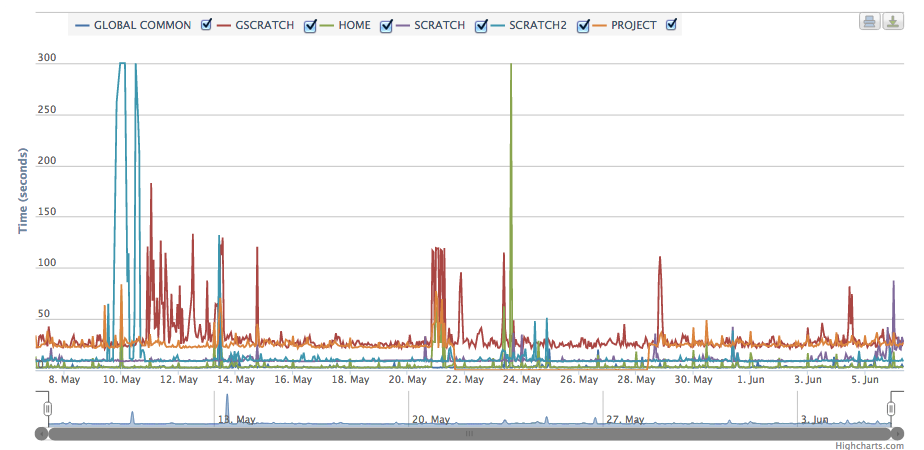 GLOBAL COMMON GSCRATCH HOME SCRATCH SCRATCH2 PROJECT
300
250
200
150
100
50
Time (seconds)
8. May 10. May 12. May 14. May 16. May 18. May 20. May 22. May 24. May 26. May 28. May 30. May 1. Jun 3. Jun 5. Jun
13. May 20. May 27. May 3. Jun
Highcharts.com